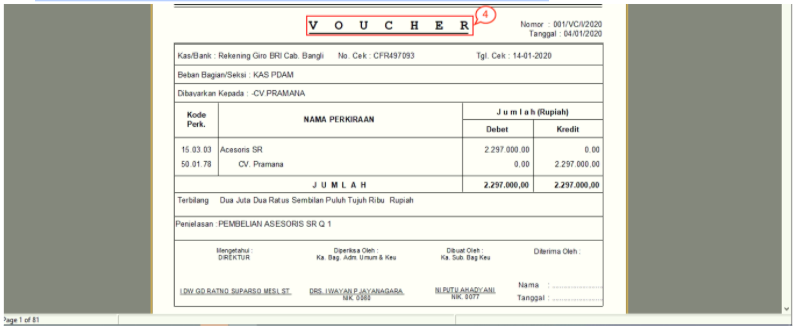 4
V O U C H E R
Nomor : 001/VC/I/2020
Tanggal : 04/01/2020
Kas/Bank : Rekening Giro BRI Cab. Bangli No. Cek : CFR497093 Tgl. Cek : 14-01-2020
Beban Bagian/Seksi : KAS PDAM
Dibayarkan Kepada : -CV PRAMANA
Kode Perk. NAMA PERKIRAAN J u m l a h (Rupiah)
Debet Kredit
15.03.03 Acesoris SR 2.297.000,00 0,00
50.01.78 CV. Pramana 0,00 2.297.000,00
J U M L A H 2.297.000,00 2.297.000,00
Terbilang Dua Juta Dua Ratus Sembilan Puluh Tujuh Ribu Rupiah
Penjelasan : PEMBELIAN ASESORIS SR Q 1
Mengetahui : Diperiksa Oleh : Dibuat Oleh : Diterima Oleh :
DIREKTUR Ka. Bag. Adm. Umum & Keu Ka. Sub. Bag Keu
I DW GD RATNO SUPARSO MESI, ST. DRS. I WAYAN P JAYANAGARA. NI PUTU AHADYANI. Nama :
NIK. 0060 NIK. 0077 Tanggal :
Page 1 of 81